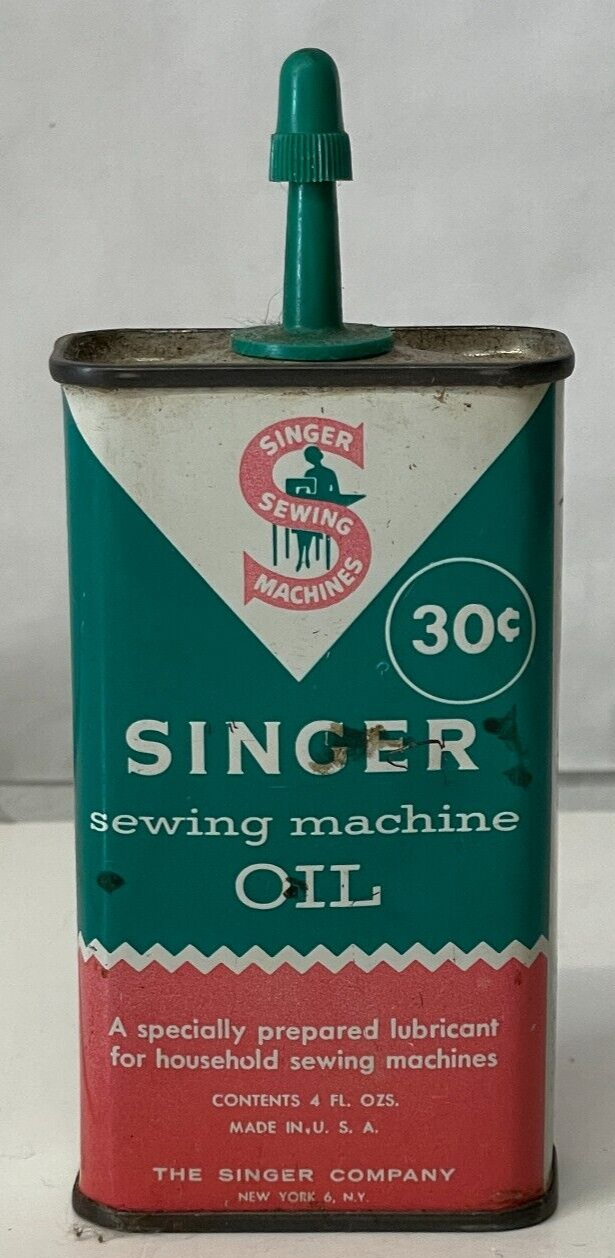 SINGER
SEWING
MACHINES
30¢
SINGER
sewing machine
OIL
A specially prepared lubricant
for household sewing machines
CONTENTS 4 FL. OZS.
MADE IN U. S. A.
THE SINGER COMPANY
NEW YORK 6, N.Y.